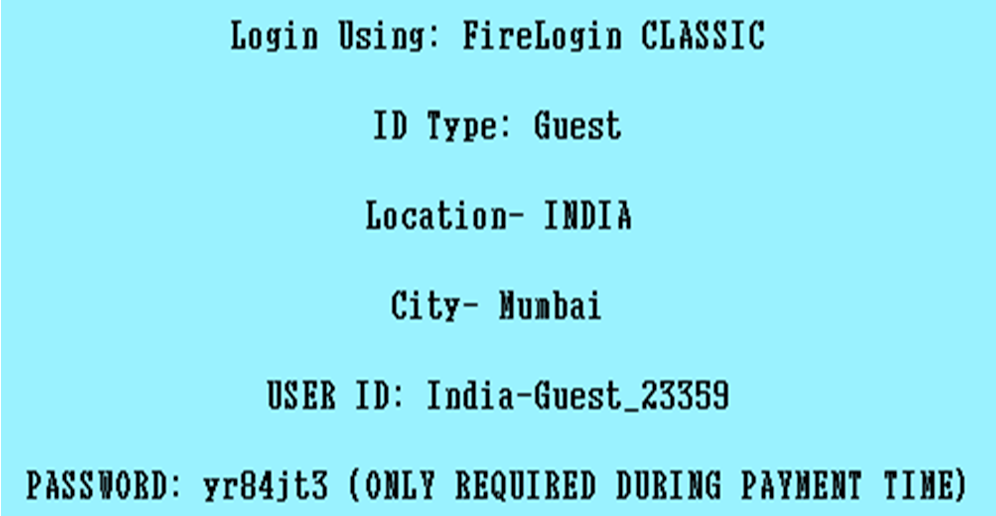 Login Using: FireLogin CLASSIC
ID Type: Guest
Location- INDIA
City- Mumbai
USER ID: India-Guest_23359
PASSWORD: yr84jt3 (ONLY REQUIRED DURING PAYMENT TIME)